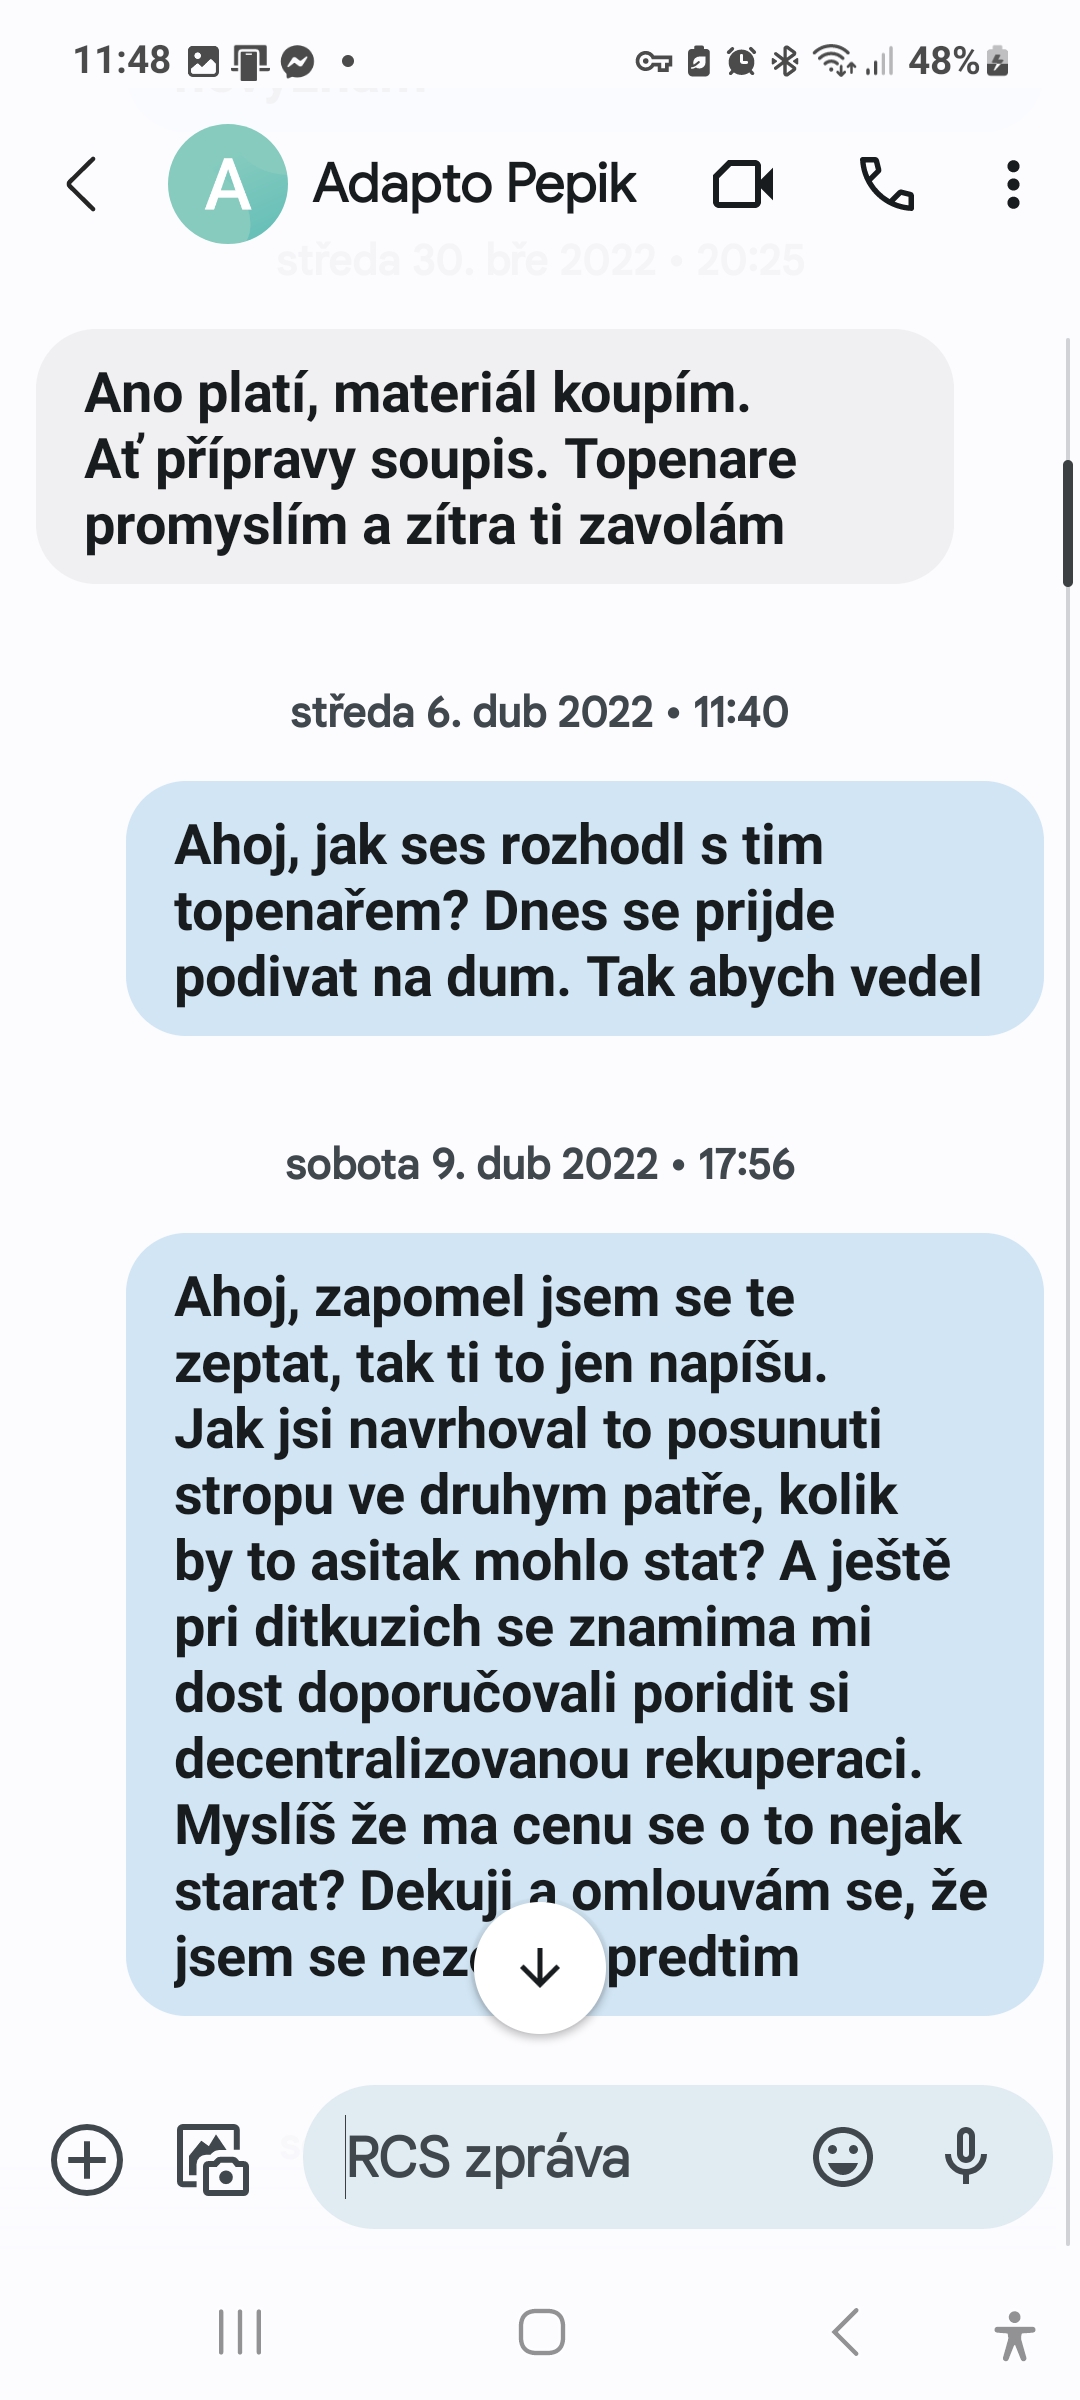 11:48
48%
A
Adapto Pepik
středa 30. bře 2022 • 20:25
Ano platí, materiál koupím.
Ať přípravy soupis. Topenare
promyslím a zítra ti zavolám
středa 6. dub 2022 • 11:40
Ahoj, jak ses rozhodl s tim
topenařem? Dnes se prijde
podivat na dum. Tak abych vedel
sobota 9. dub 2022 • 17:56
Ahoj, zapomel jsem se te
zeptat, tak ti to jen napíšu.
Jak jsi navrhoval to posunuti
stropu ve druhym patře, kolik
by to asitak mohlo stat? A ještě
pri ditkuzich se znamima mi
dost doporučovali poridit si
decentralizovanou rekuperaci.
Myslíš že ma cenu se o to nejak
starat? Dekuji a omlouvám se, že
jsem se predtim
RCS zpráva